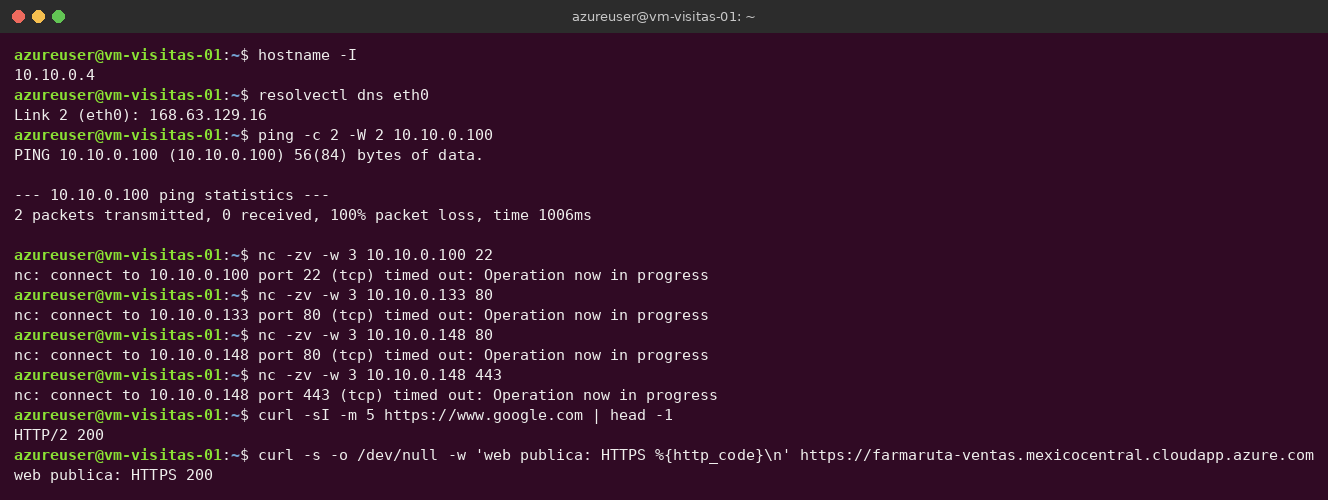 azureuser@vm-visitas-01: ~
azureuser@vm-visitas-01:~$ hostname -I
10.10.0.4
azureuser@vm-visitas-01:~$ resolvectl dns eth0
Link 2 (eth0): 168.63.129.16
azureuser@vm-visitas-01:~$ ping -c 2 -W 2 10.10.0.100
PING 10.10.0.100 (10.10.0.100) 56(84) bytes of data.

--- 10.10.0.100 ping statistics ---
2 packets transmitted, 0 received, 100% packet loss, time 1006ms

azureuser@vm-visitas-01:~$ nc -zv -w 3 10.10.0.100 22
nc: connect to 10.10.0.100 port 22 (tcp) timed out: Operation now in progress
azureuser@vm-visitas-01:~$ nc -zv -w 3 10.10.0.133 80
nc: connect to 10.10.0.133 port 80 (tcp) timed out: Operation now in progress
azureuser@vm-visitas-01:~$ nc -zv -w 3 10.10.0.148 80
nc: connect to 10.10.0.148 port 80 (tcp) timed out: Operation now in progress
azureuser@vm-visitas-01:~$ nc -zv -w 3 10.10.0.148 443
nc: connect to 10.10.0.148 port 443 (tcp) timed out: Operation now in progress
azureuser@vm-visitas-01:~$ curl -sI -m 5 https://www.google.com | head -1
HTTP/2 200
azureuser@vm-visitas-01:~$ curl -s -o /dev/null -w 'web publica: HTTPS %{http_code}\n' https://farmaruta-ventas.mexicocentral.cloudapp.azure.com
web publica: HTTPS 200